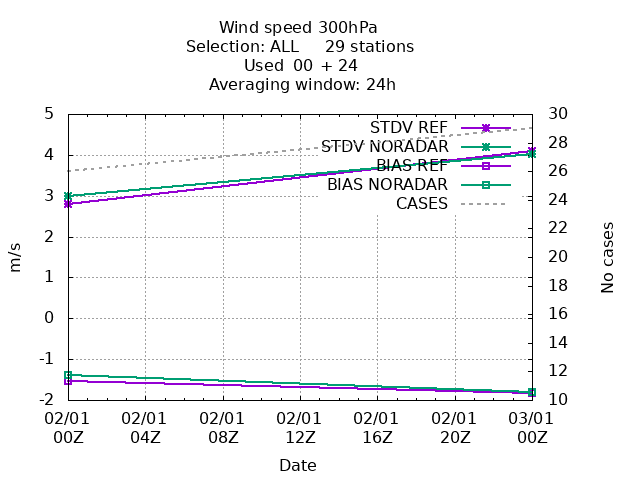 Wind speed 300hPa
Selection: ALL 29 stations
Used 00 + 24
Averaging window: 24h
STDV REF
STDV NORADAR
BIAS REF
BIAS NORADAR
CASES
5
4
3
2
1
0
-1
-2
m/s
30
28
26
24
22
20
18
16
14
12
10
No cases
02/01 02/01 02/01 02/01 02/01 02/01 03/01
00Z 04Z 08Z 12Z 16Z 20Z 00Z
Date